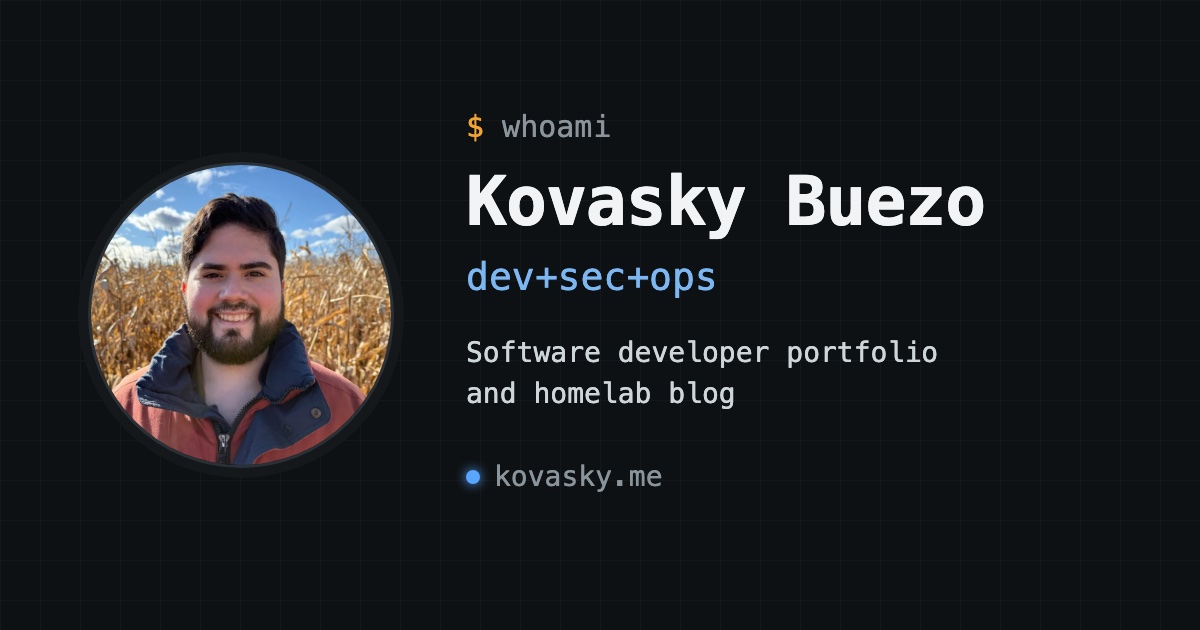 $ whoami
Kovasky Buezo
dev+sec+ops
Software developer portfolio
and homelab blog
kovasky.me